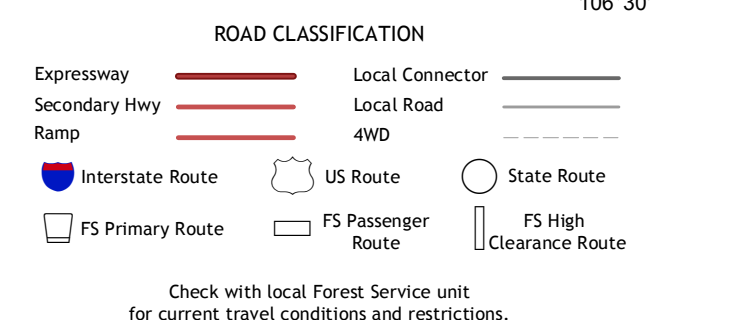 106 30
ROAD CLASSIFICATION
Expressway
Local Connector
Secondary Hwy
Local Road
Ramp
4WD
Interstate Route
US Route
State Route
FS Primary Route
FS Passenger
Route
FS High
Clearance Route
Check with local Forest Service unit
for current travel conditions and restrictions.